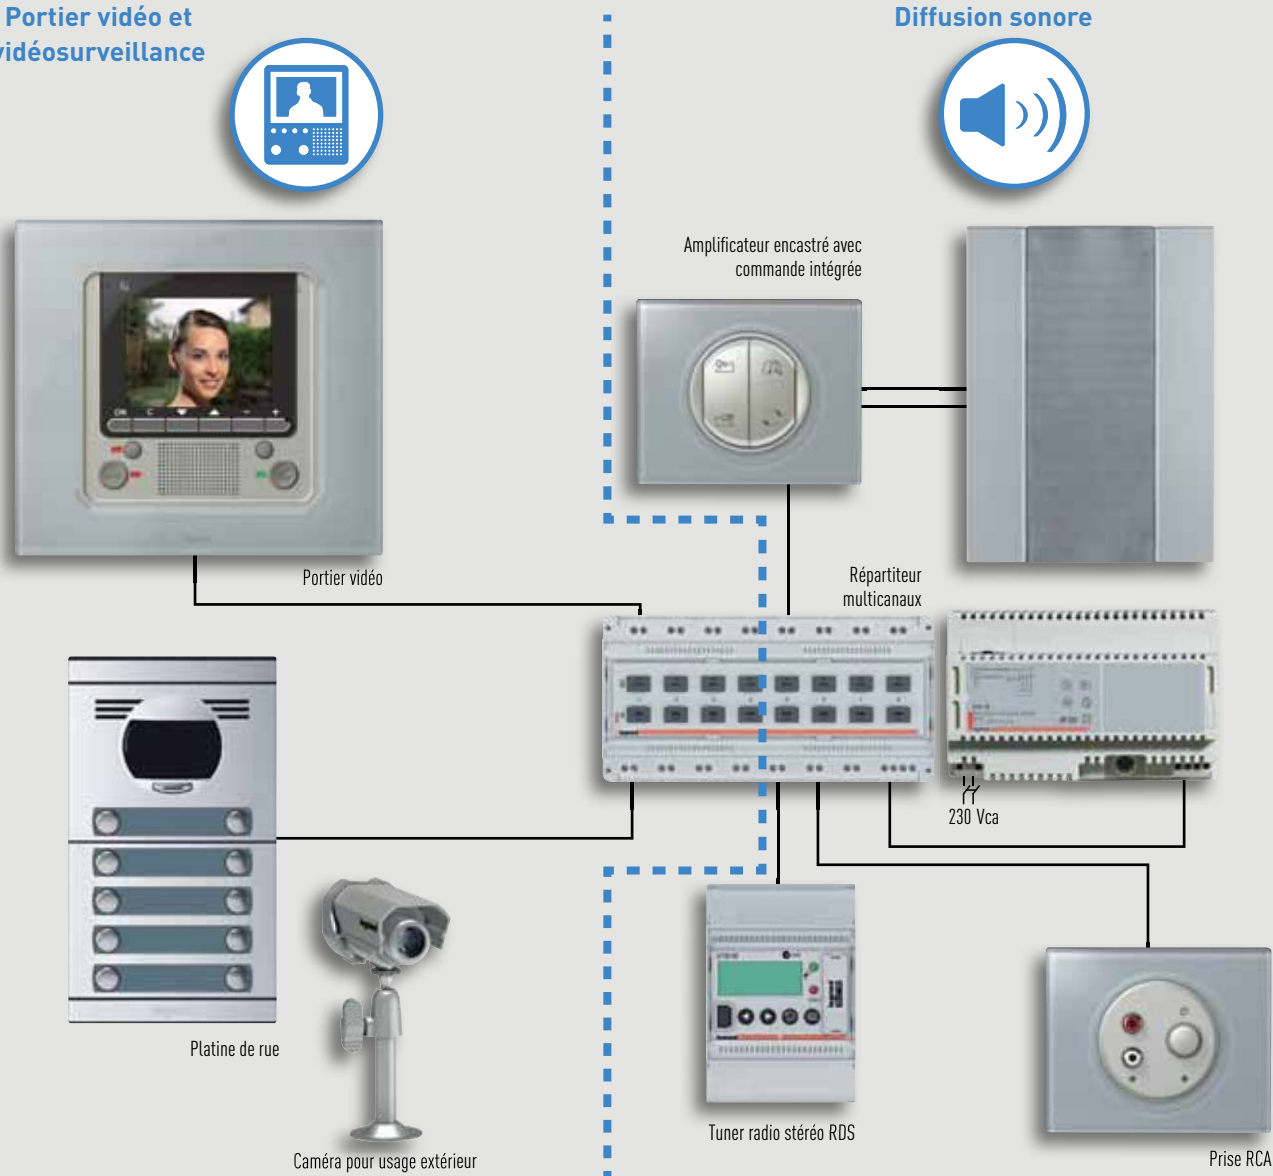 Portier vidéo et
vidéosurveillance
Diffusion sonore
Amplificateur encastré avec
commande intégrée
OK C − +
Portier vidéo
Répartiteur
multicanaux
230 Vca
Platine de rue
Caméra pour usage extérieur
Tuner radio stéréo RDS
Prise RCA